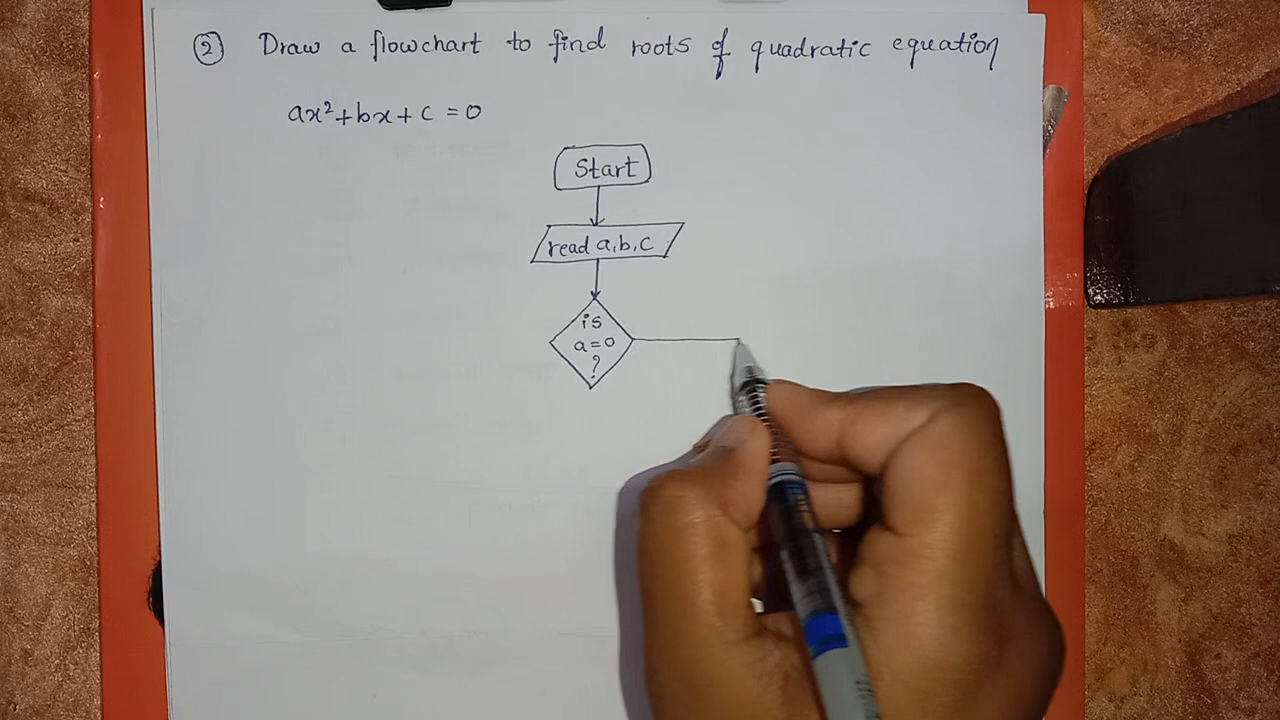 ② Draw a flowchart to find roots of quadratic equation
ax²+bx+c=0
Start
read a,b,c
is
a=0
?